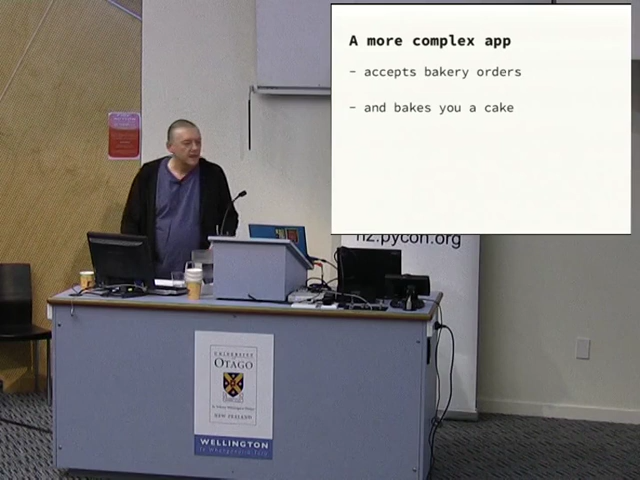 A more complex app
- accepts bakery orders
- and bakes you a cake
nz.pycon.org
UNIVERSITY
OTAGO
NEW ZEALAND
WELLINGTON